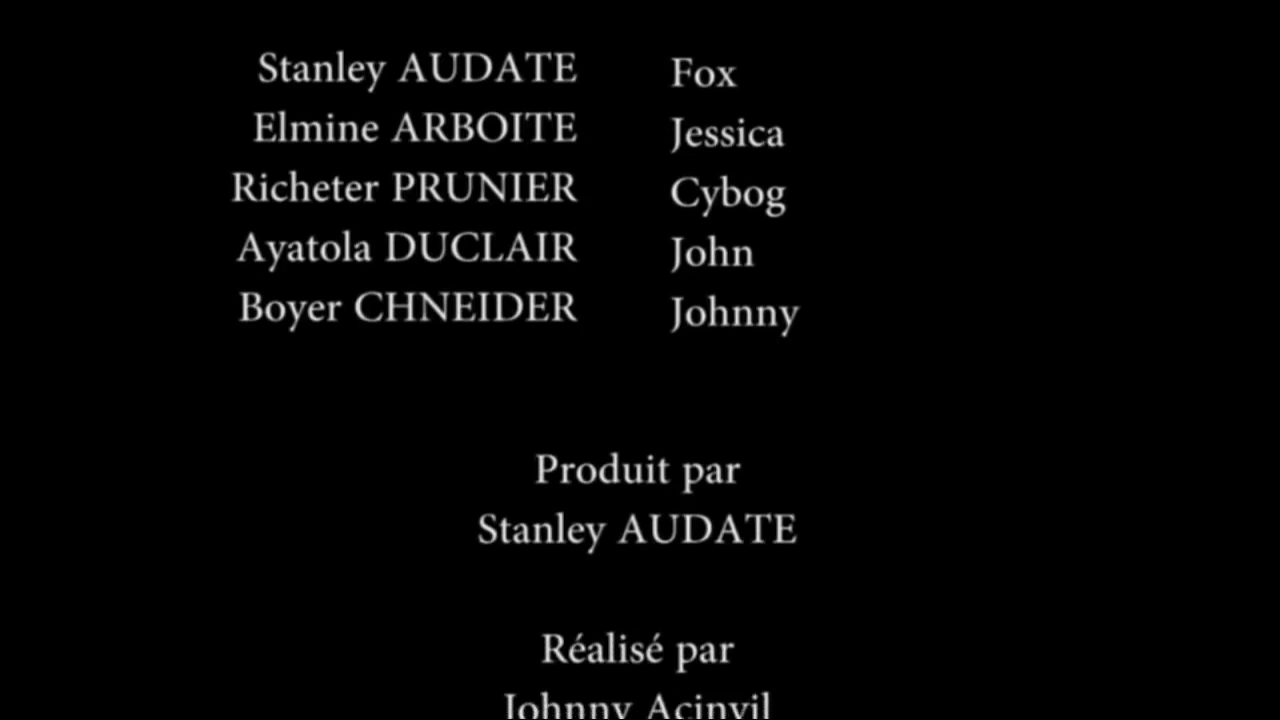 Stanley AUDATE Fox
Elmine ARBOITE Jessica
Richeter PRUNIER Cybog
Ayatola DUCLAIR John
Boyer CHNEIDER Johnny
Produit par
Stanley AUDATE
Réalisé par
Johnny Acinvil